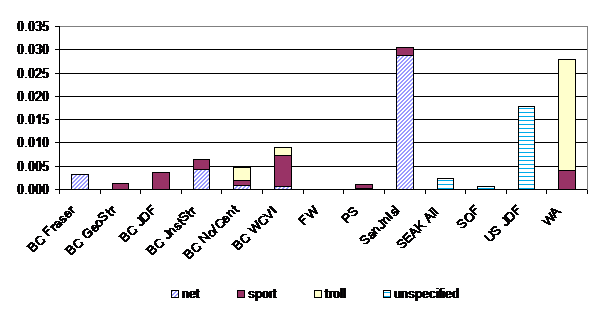 0.035
0.030
0.025
0.020
0.015
0.010
0.005
0.000
BC Fraser
BC GeoStr
BC JDF
BC JnstStr
BC No/Cent
BC WCVI
FW
PS
SanJnIsl
SEAK All
SOF
US JDF
WA
net sport troll unspecified